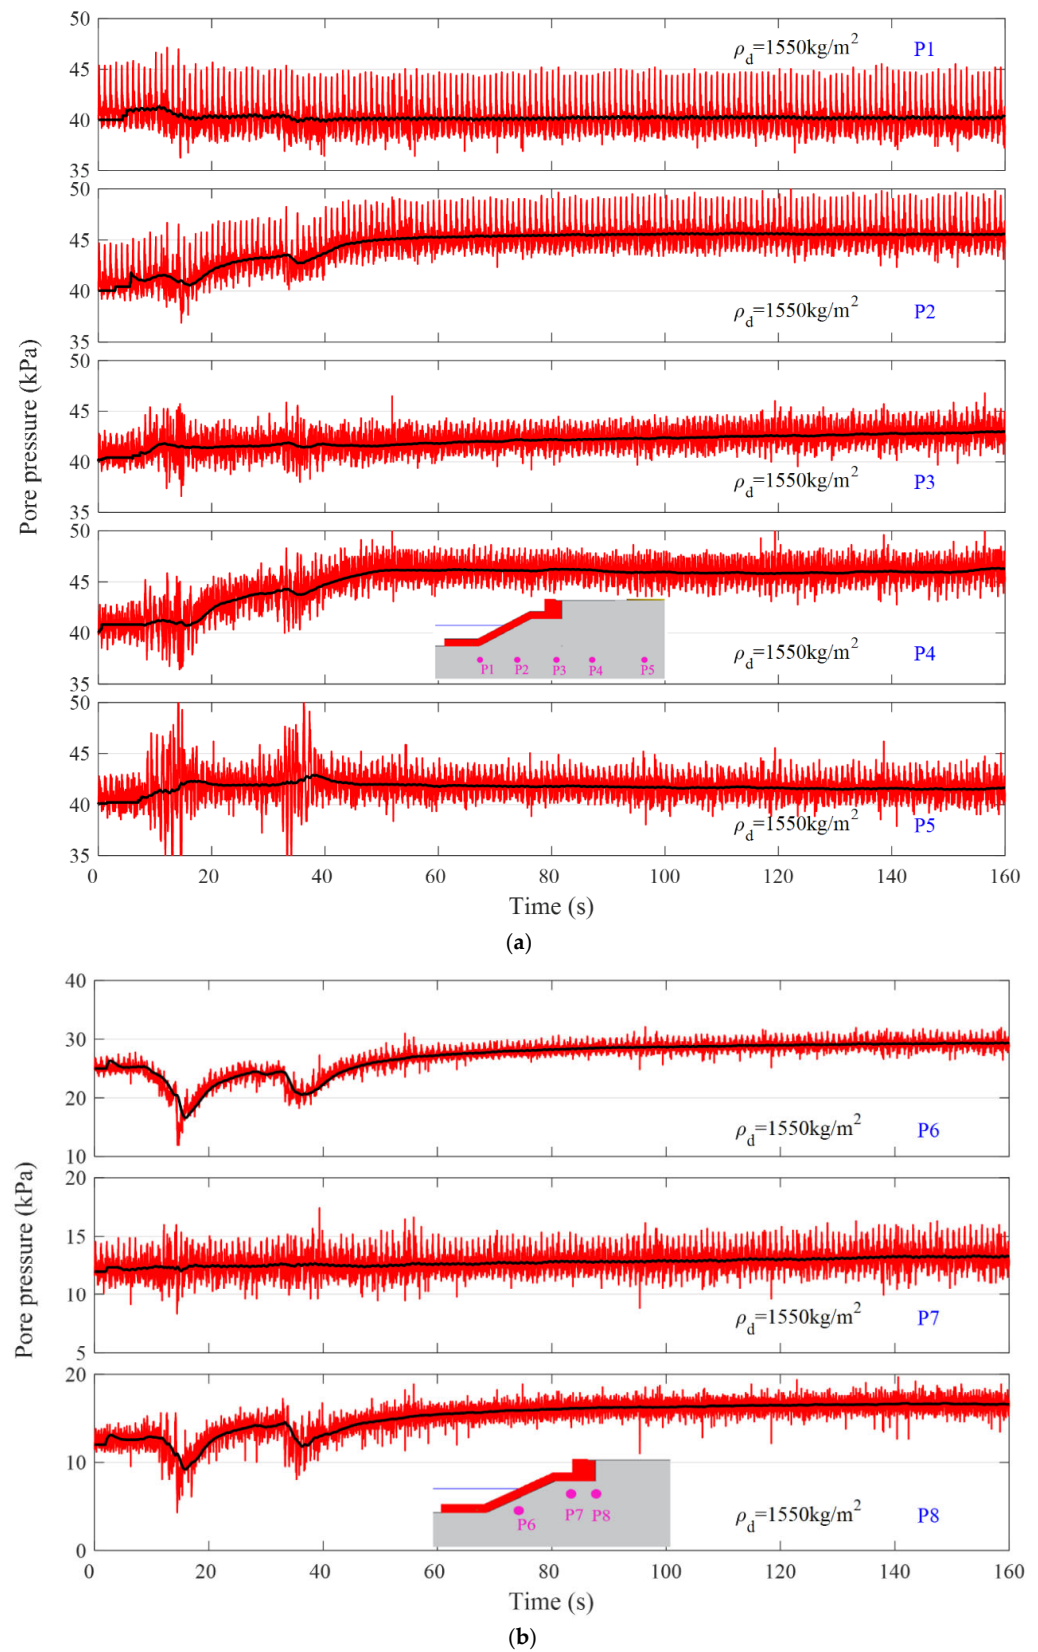 50
45
40
35
ρd=1550kg/m2 P1
50
45
40
35
ρd=1550kg/m2 P2
50
45
40
35
ρd=1550kg/m2 P3
50
45
40
35
ρd=1550kg/m2 P4
P1 P2 P3 P4 P5
50
45
40
35
ρd=1550kg/m2 P5
Pore pressure (kPa)
0 20 40 60 80 100 120 140 160
Time (s)
(a)
40
30
20
10
ρd=1550kg/m2 P6
20
15
10
5
ρd=1550kg/m2 P7
20
10
0
P6 P7 P8
ρd=1550kg/m2 P8
Pore pressure (kPa)
0 20 40 60 80 100 120 140 160
Time (s)
(b)